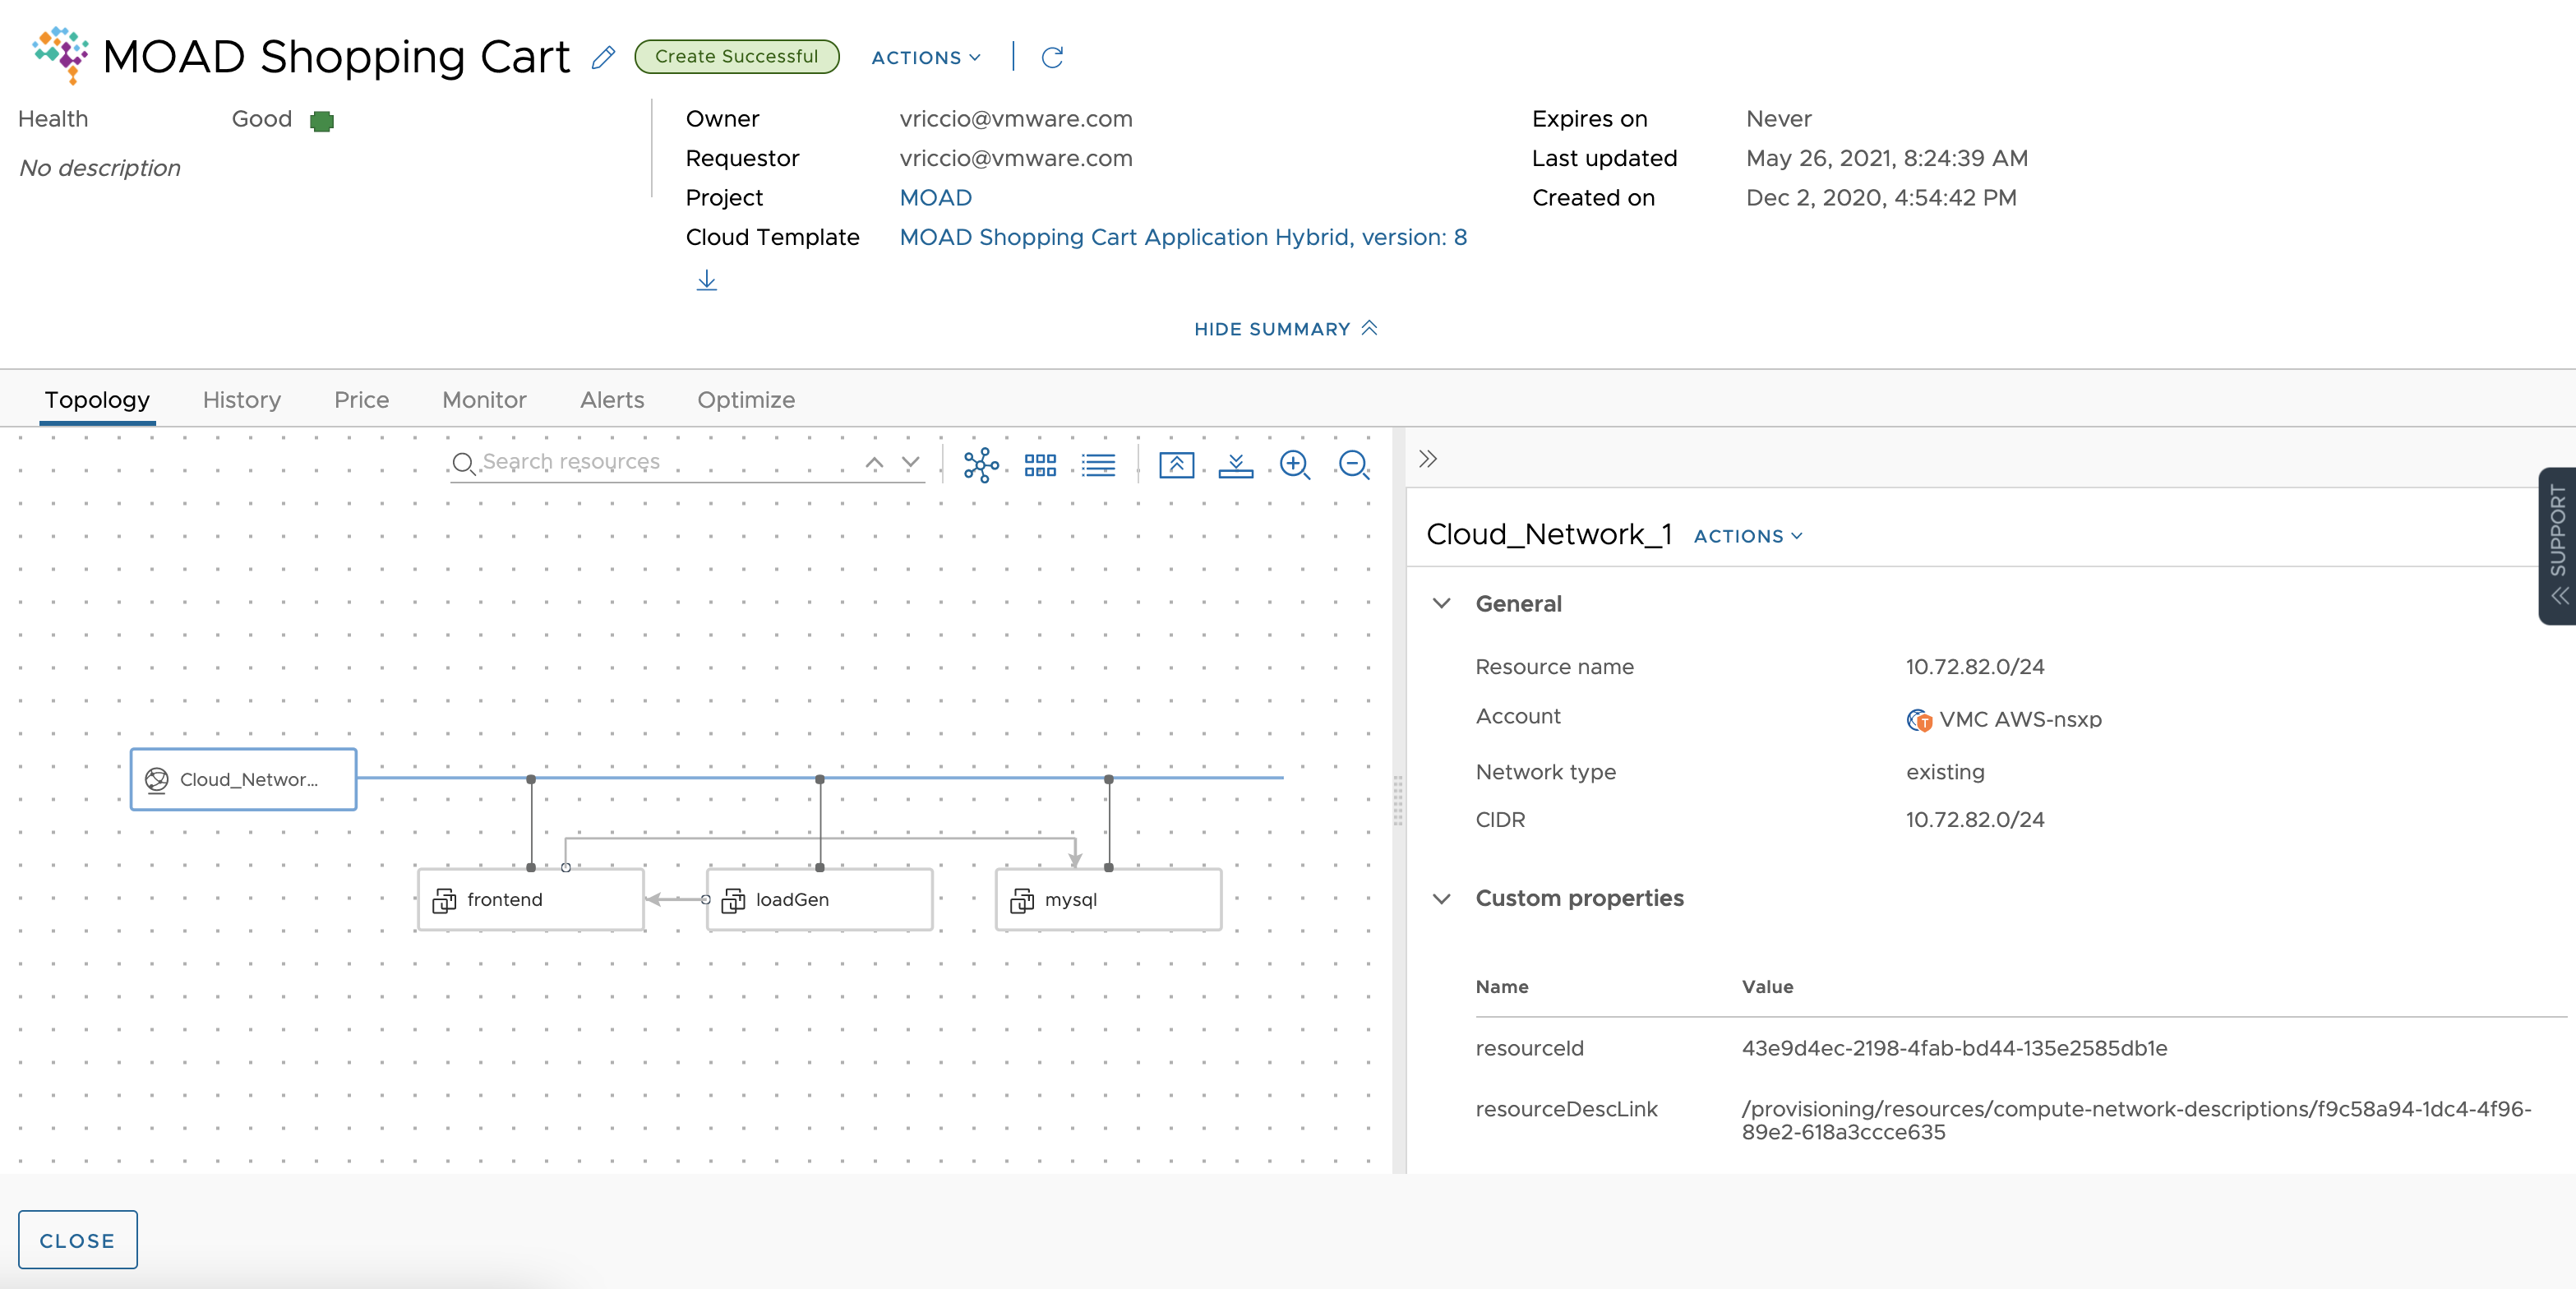 MOAD Shopping Cart Create Successful ACTIONS
Health Good
No description
Owner vriccio@vmware.com
Requestor vriccio@vmware.com
Project MOAD
Cloud Template MOAD Shopping Cart Application Hybrid, version: 8
Expires on Never
Last updated May 26, 2021, 8:24:39 AM
Created on Dec 2, 2020, 4:54:42 PM
HIDE SUMMARY
Topology History Price Monitor Alerts Optimize
Search resources
Cloud_Networ...
frontend
loadGen
mysql
Cloud_Network_1 ACTIONS
General
Resource name 10.72.82.0/24
Account VMC AWS-nsxp
Network type existing
CIDR 10.72.82.0/24
Custom properties
Name Value
resourceId 43e9d4ec-2198-4fab-bd44-135e2585db1e
resourceDescLink /provisioning/resources/compute-network-descriptions/f9c58a94-1dc4-4f96-
89e2-618a3ccce635
SUPPORT
CLOSE